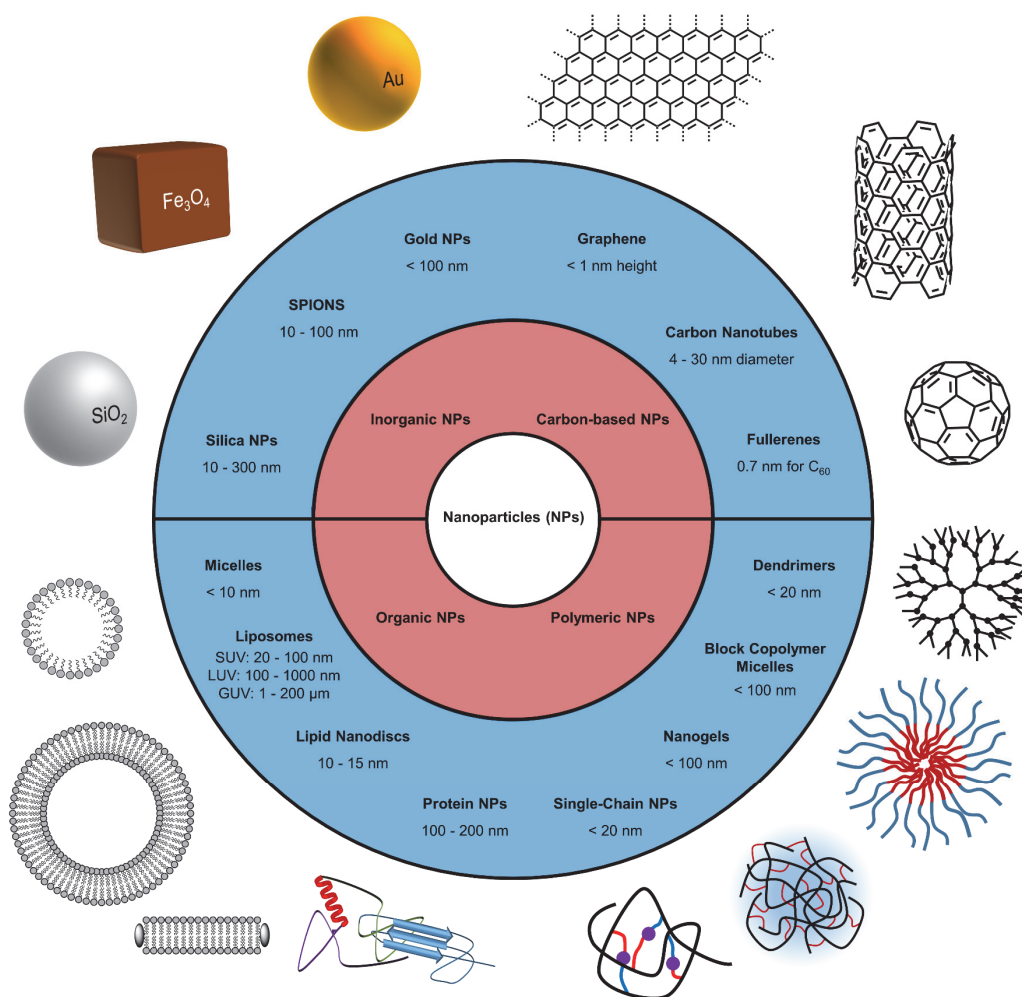 Au
Fe₃O₄
Gold NPs
< 100 nm
Graphene
< 1 nm height
SPIONS
10 - 100 nm
Carbon Nanotubes
4 - 30 nm diameter
SiO₂
Inorganic NPs
Carbon-based NPs
Silica NPs
10 - 300 nm
Fullerenes
0.7 nm for C₆₀
Nanoparticles (NPs)
Micelles
< 10 nm
Dendrimers
< 20 nm
Organic NPs
Polymeric NPs
Liposomes
SUV: 20 - 100 nm
LUV: 100 - 1000 nm
GUV: 1 - 200 µm
Block Copolymer
Micelles
< 100 nm
Lipid Nanodiscs
10 - 15 nm
Nanogels
< 100 nm
Protein NPs
100 - 200 nm
Single-Chain NPs
< 20 nm